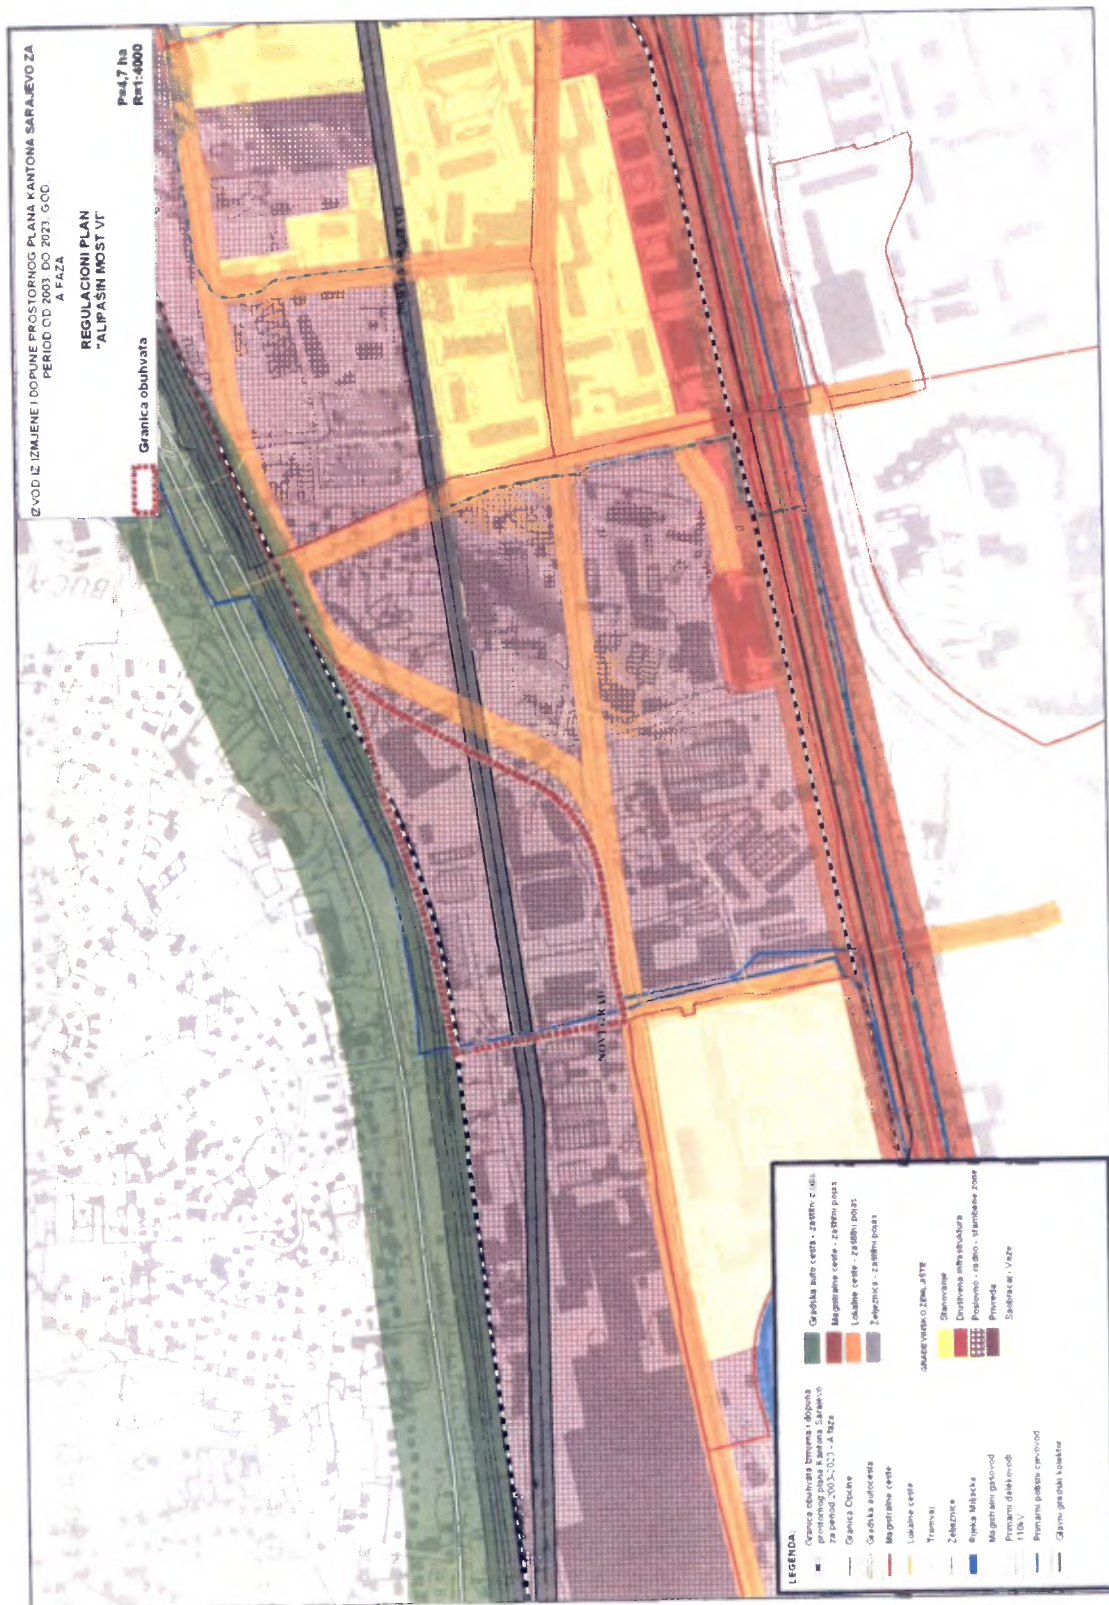 IZVOD IZ IZMJENE I DOPUNE PROSTORNOG PLANA KANTONA SARAJEVO ZA
PERIOD OD 2003. DO 2023. GOD.
A FAZA
REGULACIONI PLAN
"ALIPAŠIN MOST VI"
P=4,7 ha
R=1:4000
Granica obuhvata
NOVI GRAD
LEGENDA:
Granica obuhvata Izmjena i dopuna
prostornog plana Kantona Sarajevo
za period 2003-2023 - A faza
Granica Općine
Gradska autocesta
Magistralne ceste
Lokalne ceste
Tramvaj
Željeznice
Rijeka Miljacka
Magistralni gasovod
Primarni dalekovodi
110kV
Primarni potisni cjevovod
Glavni gradski kolektor
Gradska auto cesta - zaštitni pojas
Magistralne ceste - zaštitni pojas
Lokalne ceste - zaštitni pojas
Željeznica - zaštitni pojas
GRAĐEVINSKO ZEMLJIŠTE
Stanovanje
Društvena infrastruktura
Poslovno - radno - stambene zone
Privreda
Saobraćaj i Veze